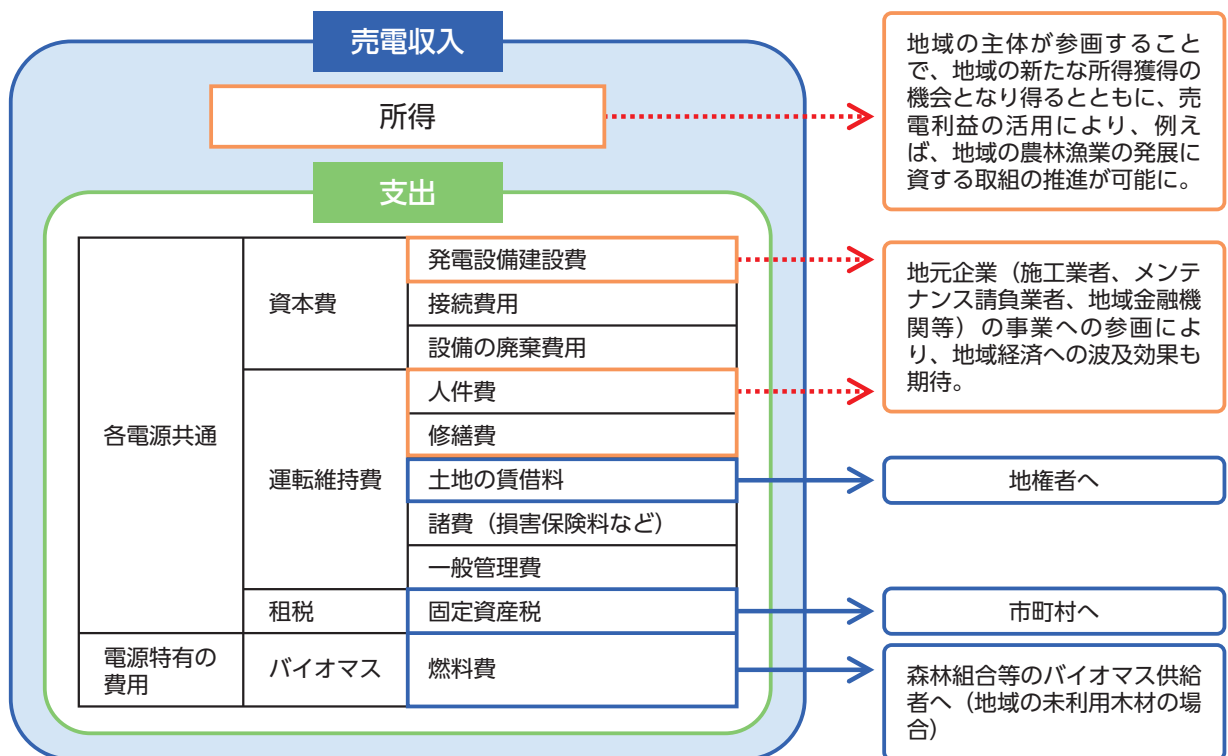 売電収入
所得
地域の主体が参画すること
で、地域の新たな所得獲得の
機会となり得るとともに、売
電利益の活用により、例え
ば、地域の農林漁業の発展に
資する取組の推進が可能に。
支出
各電源共通
資本費
発電設備建設費
接続費用
設備の廃棄費用
地元企業（施工業者、メンテ
ナンス請負業者、地域金融機
関等）の事業への参画によ
り、地域経済への波及効果も
期待。
運転維持費
人件費
修繕費
土地の賃借料
地権者へ
諸費（損害保険料など）
一般管理費
租税
固定資産税
市町村へ
電源特有の
費用
バイオマス
燃料費
森林組合等のバイオマス供給
者へ（地域の未利用木材の場
合）